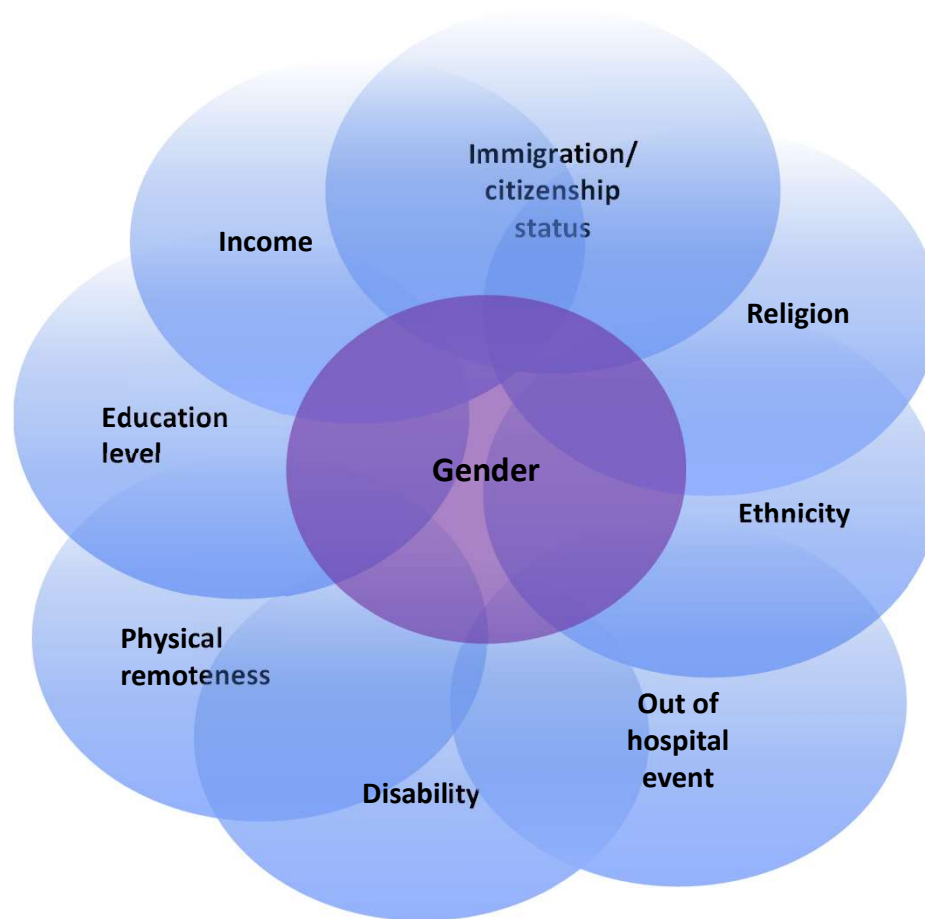 Immigration/
citizenship
status
Income
Religion
Education
level
Gender
Ethnicity
Physical
remoteness
Out of
hospital
event
Disability